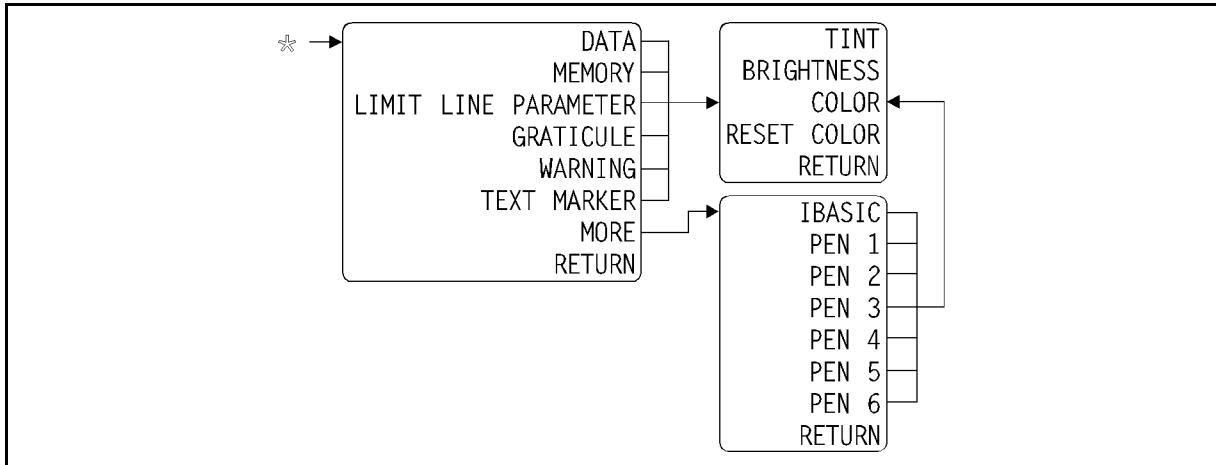 DATA
MEMORY
LIMIT LINE PARAMETER
GRATICULE
WARNING
TEXT MARKER
MORE
RETURN
TINT
BRIGHTNESS
COLOR
RESET COLOR
RETURN
IBASIC
PEN 1
PEN 2
PEN 3
PEN 4
PEN 5
PEN 6
RETURN